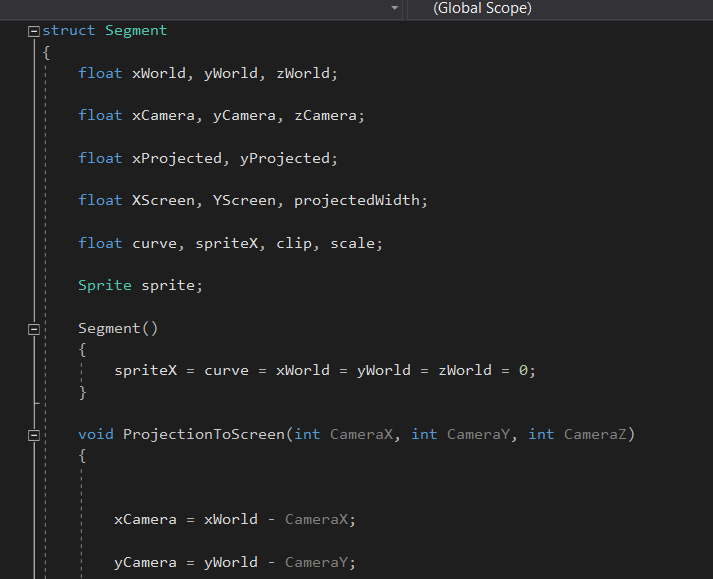 (Global Scope)
struct Segment
{
float xWorld, yWorld, zWorld;
float xCamera, yCamera, zCamera;
float xProjected, yProjected;
float XScreen, YScreen, projectedWidth;
float curve, spriteX, clip, scale;
Sprite sprite;
Segment()
{
spriteX = curve = xWorld = yWorld = zWorld = 0;
}
void ProjectionToScreen(int CameraX, int CameraY, int CameraZ)
{
xCamera = xWorld - CameraX;
yCamera = yWorld - CameraY;